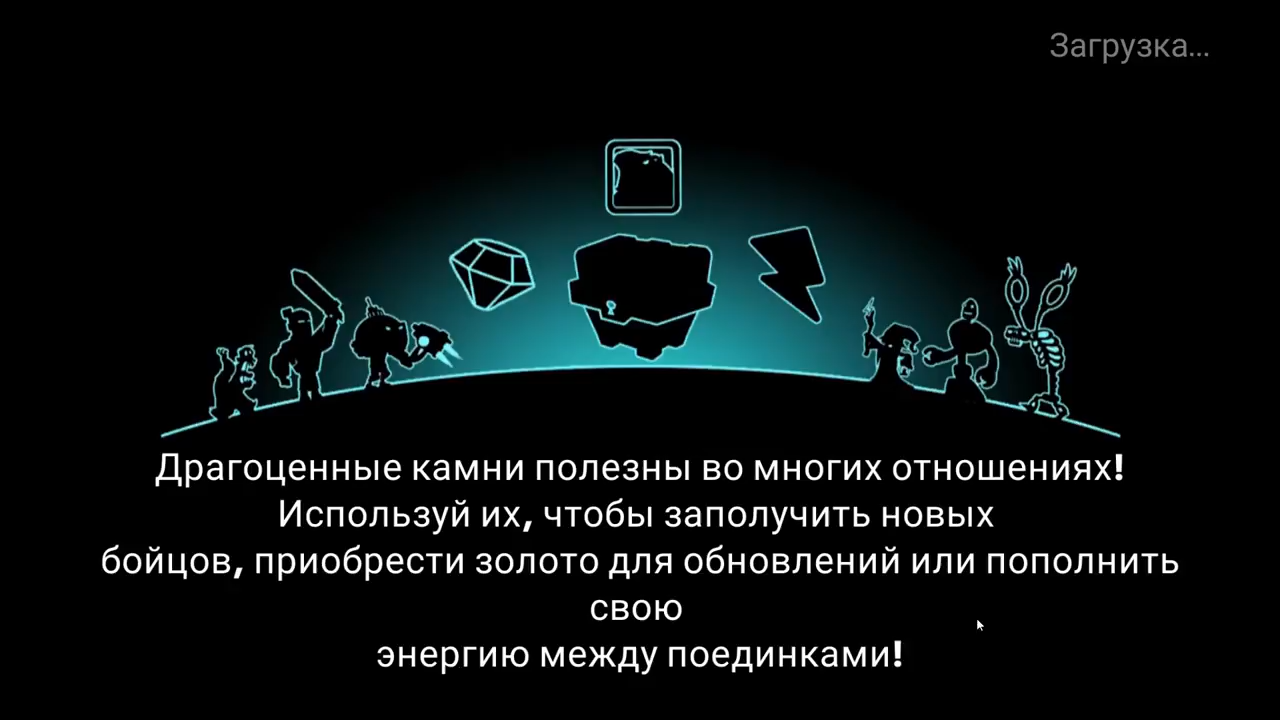 Загрузка...
Драгоценные камни полезны во многих отношениях!
Используй их, чтобы заполучить новых
бойцов, приобрести золото для обновлений или пополнить
свою
энергию между поединками!